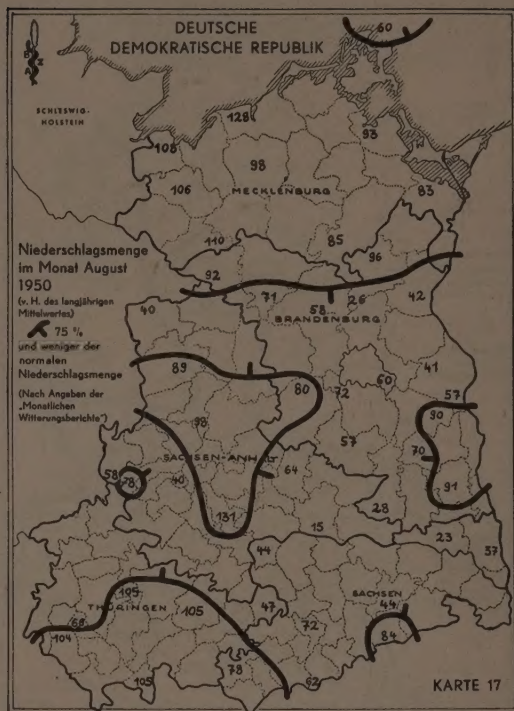 DEUTSCHE
DEMOKRATISCHE REPUBLIK
60
SCHLESWIG-
HOLSTEIN
128
93
108
98
106
MECKLENBURG
83
110
85
96
92
Niederschlagsmenge
im Monat August
1950
(v. H. des langjährigen
Mittelwertes)
75 %
und weniger der
normalen
Niederschlagsmenge
(Nach Angaben der
„Monatlichen
Witterungsberichte")
71
58
26
42
BRANDENBURG
40
89
80
72
60
41
57
98
90
57
SACHSEN-ANHALT
64
70
58
78
40
91
131
28
15
23
44
37
105
THÜRINGEN
105
47
SACHSEN
44
68
104
72
84
78
105
62
KARTE 17